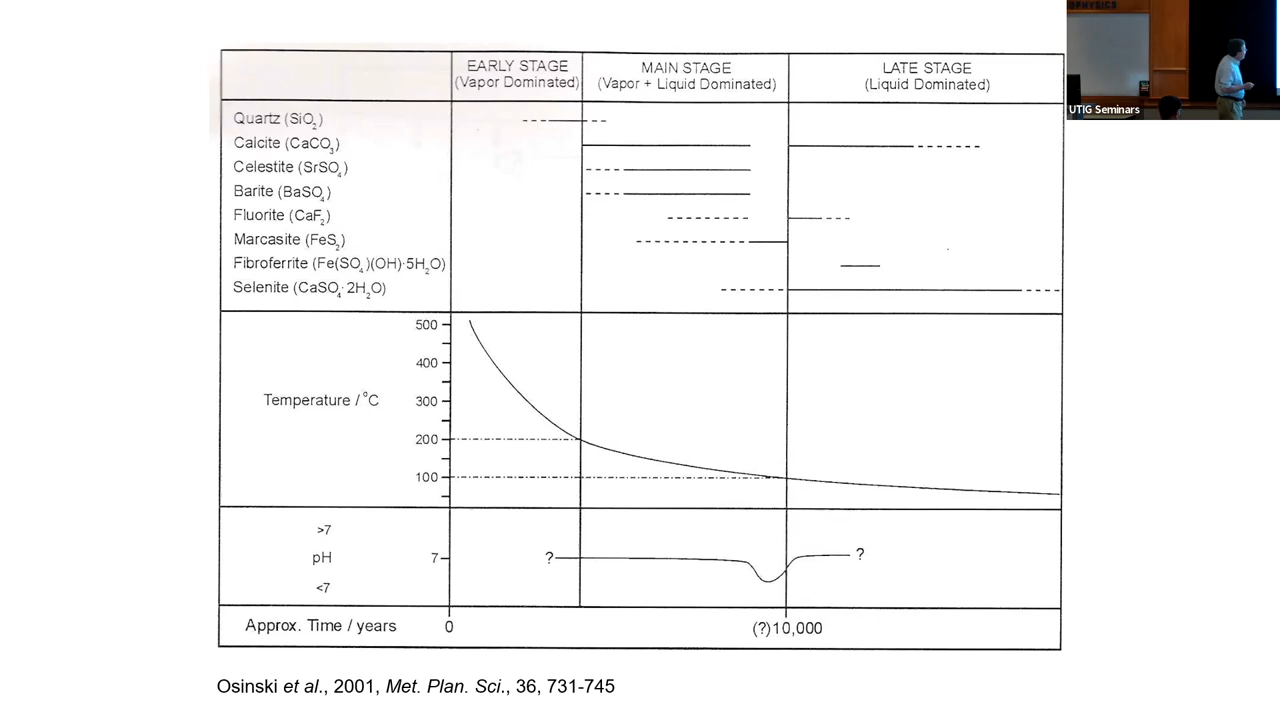 OPHYSICS
UTIG Seminars
EARLY STAGE
(Vapor Dominated)
MAIN STAGE
(Vapor + Liquid Dominated)
LATE STAGE
(Liquid Dominated)
Quartz (SiO₂)
Calcite (CaCO₃)
Celestite (SrSO₄)
Barite (BaSO₄)
Fluorite (CaF₂)
Marcasite (FeS₂)
Fibroferrite (Fe(SO₄)(OH)·5H₂O)
Selenite (CaSO₄·2H₂O)
Temperature / °C
500
400
300
200
100
>7
pH 7
<7
? ?
Approx. Time / years 0 (?)10,000
Osinski et al., 2001, Met. Plan. Sci., 36, 731-745